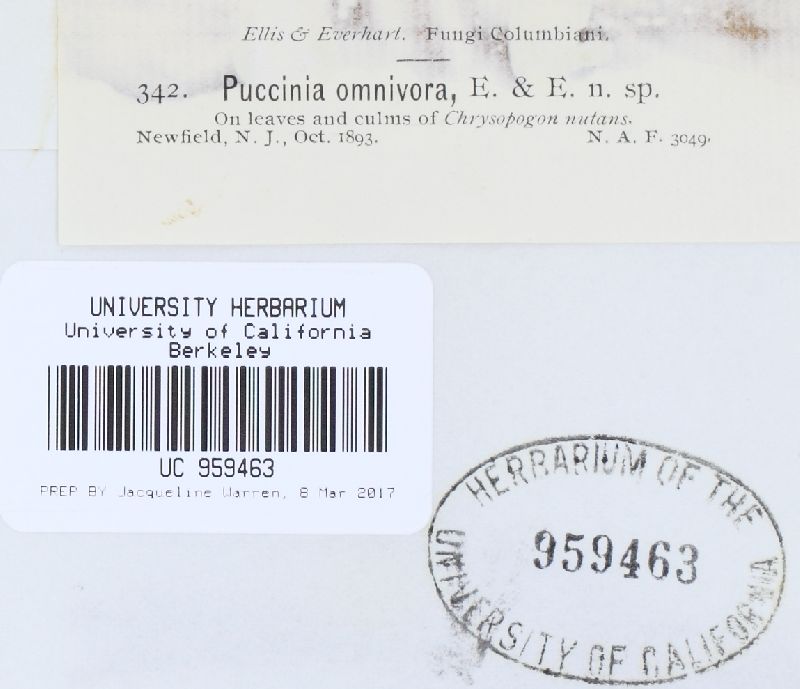 Ellis & Everhart. Fungi Columbiani.
342. Puccinia omnivora, E. & E. n. sp.
On leaves and culms of Chrysopogon nutans.
Newfield, N. J., Oct. 1893. N. A. F. 3049.
UNIVERSITY HERBARIUM
University of California
Berkeley
UC 959463
PREP BY Jacqueline Warren, 8 Mar 2017
HERBARIUM OF THE
959463
UNIVERSITY OF CALIFORNIA